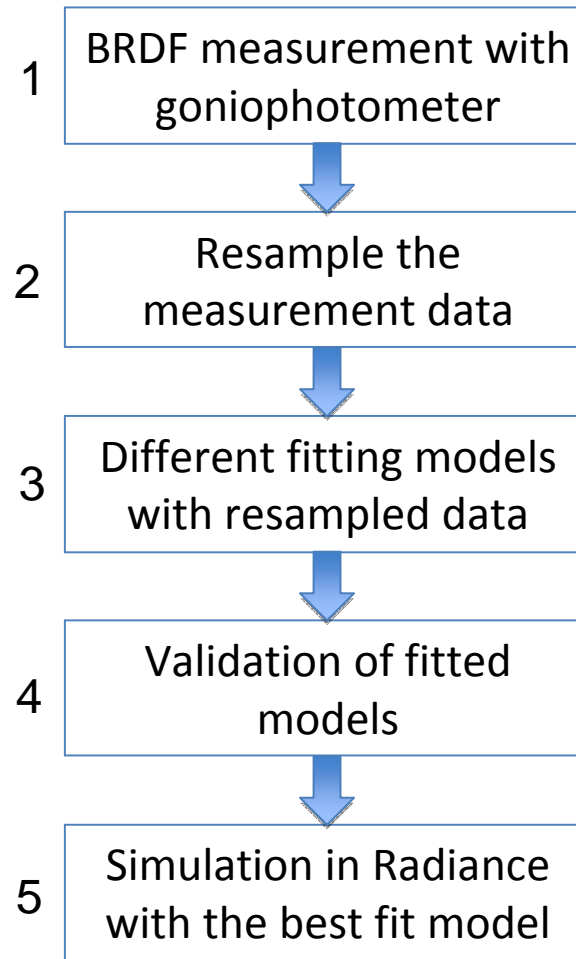 1
BRDF measurement with
goniophotometer
2
Resample the
measurement data
3
Different fitting models
with resampled data
4
Validation of fitted
models
5
Simulation in Radiance
with the best fit model